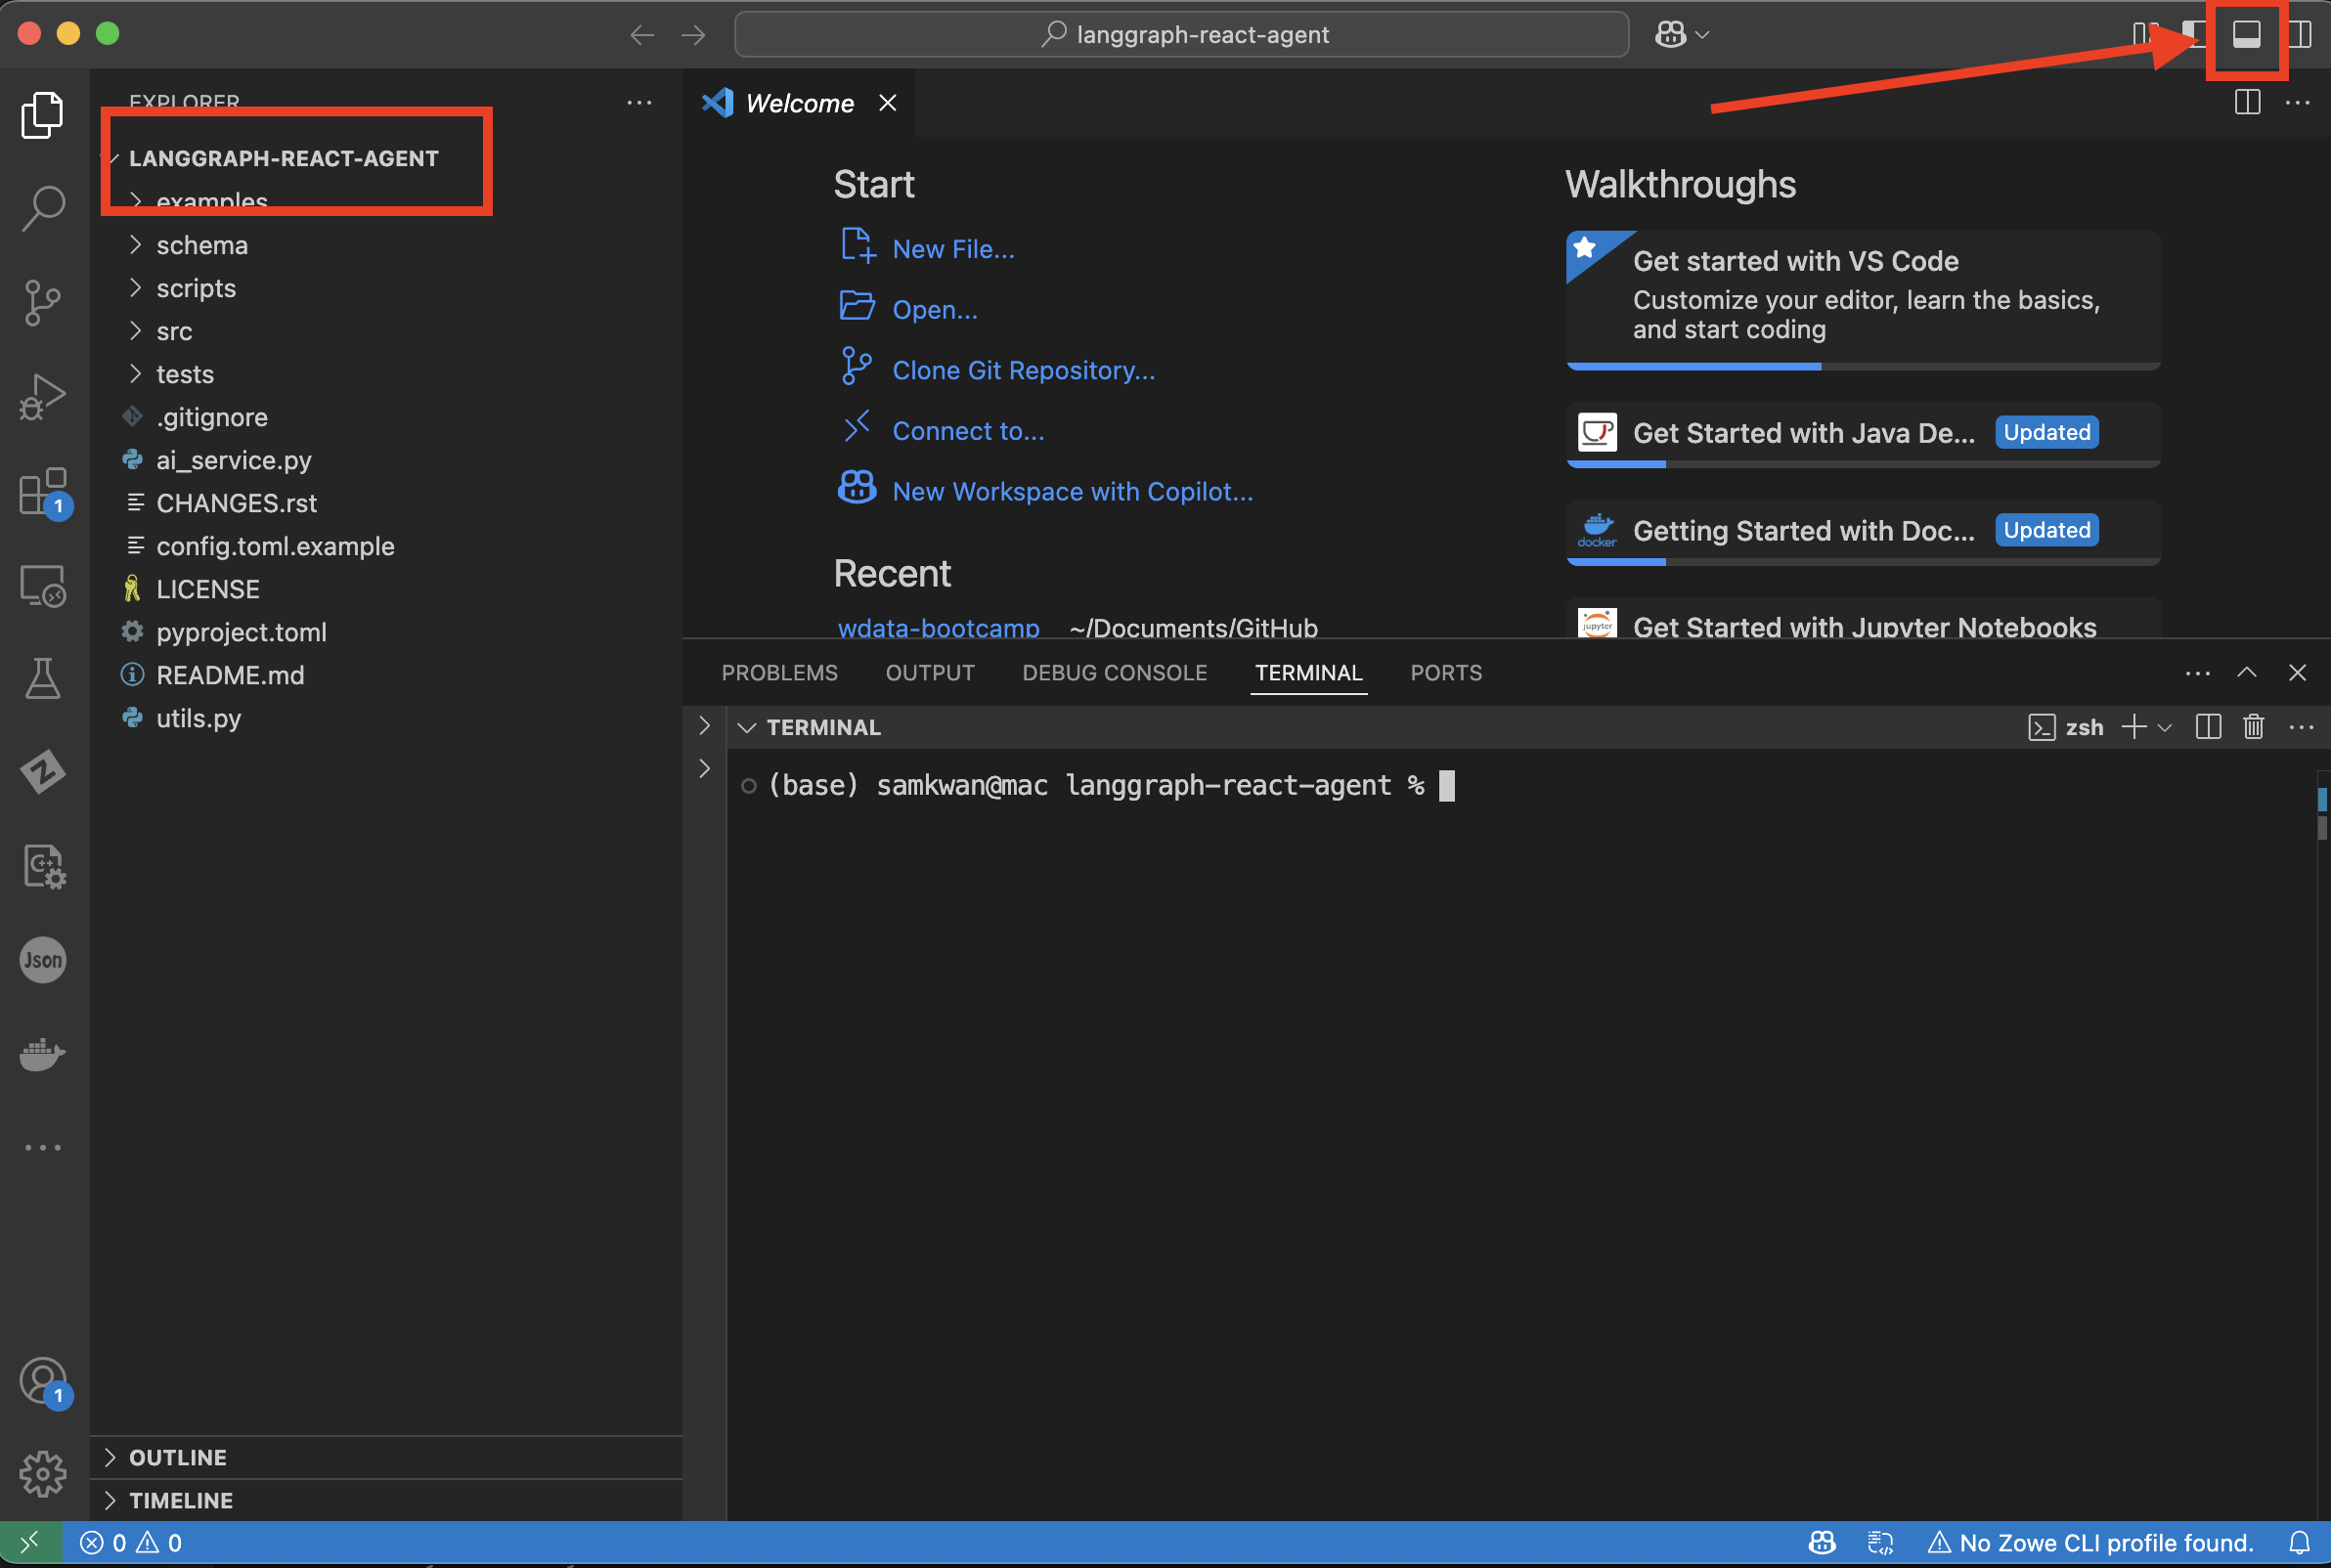 langgraph-react-agent
EXPLORER
LANGGRAPH-REACT-AGENT
examples
schema
scripts
src
tests
.gitignore
ai_service.py
CHANGES.rst
config.toml.example
LICENSE
pyproject.toml
README.md
utils.py
OUTLINE
TIMELINE
1
Json
1
Welcome
Start
New File...
Open...
Clone Git Repository...
Connect to...
New Workspace with Copilot...
Recent
wdata-bootcamp ~/Documents/GitHub
Walkthroughs
Get started with VS Code
Customize your editor, learn the basics,
and start coding
Get Started with Java De... Updated
docker
Getting Started with Doc... Updated
jupyter
Get Started with Jupyter Notebooks
PROBLEMS OUTPUT DEBUG CONSOLE TERMINAL PORTS
TERMINAL
zsh
(base) samkwan@mac langgraph-react-agent %
0 0
No Zowe CLI profile found.